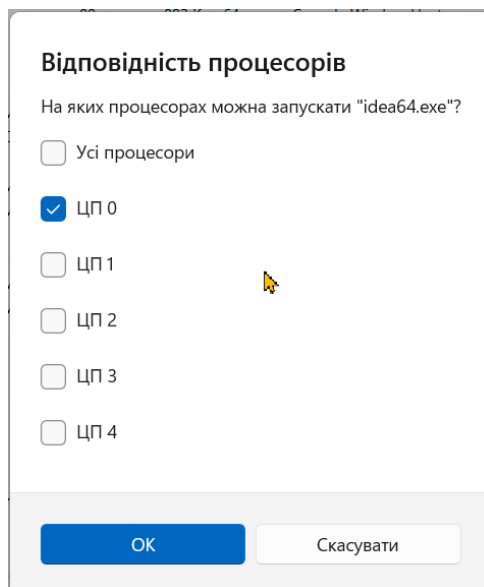 Відповідність процесорів
На яких процесорах можна запускати "idea64.exe"?
Усі процесори
ЦП 0
ЦП 1
ЦП 2
ЦП 3
ЦП 4
ОК
Скасувати